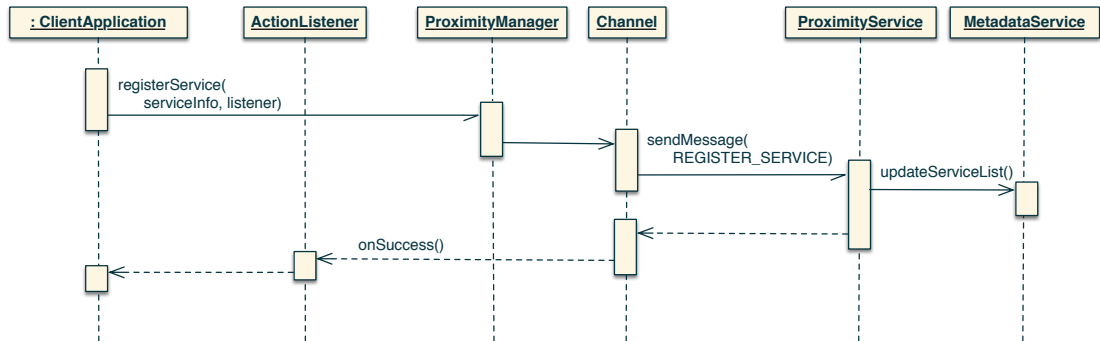 : ClientApplication
ActionListener
ProximityManager
Channel
ProximityService
MetadataService
registerService(
serviceInfo, listener)
sendMessage(
REGISTER_SERVICE)
updateServiceList()
onSuccess()